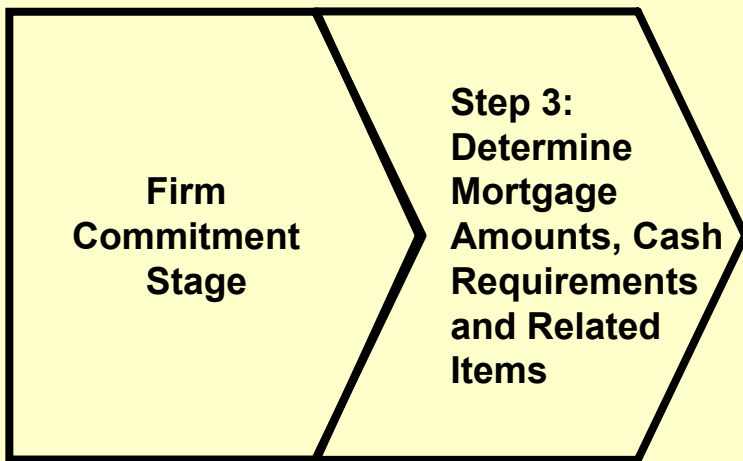 Firm
Commitment
Stage
Step 3:
Determine
Mortgage
Amounts, Cash
Requirements
and Related
Items